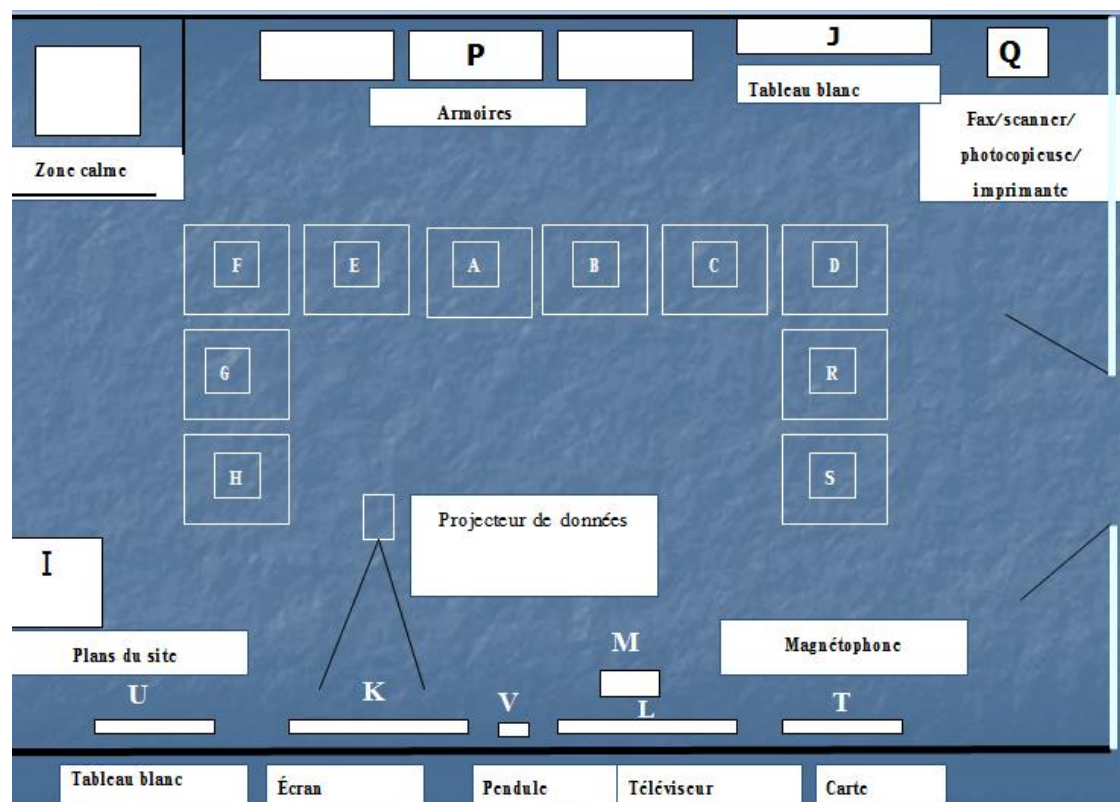 P
J
Q
Armoires
Tableau blanc
Fax/scanner/
photocopieuse/
imprimante
Zone calme
F
E
A
B
C
D
G
R
H
S
Projecteur de données
I
Plans du site
Magnétophone
M
U
K
V
L
T
Tableau blanc
Écran
Pendule
Téléviseur
Carte